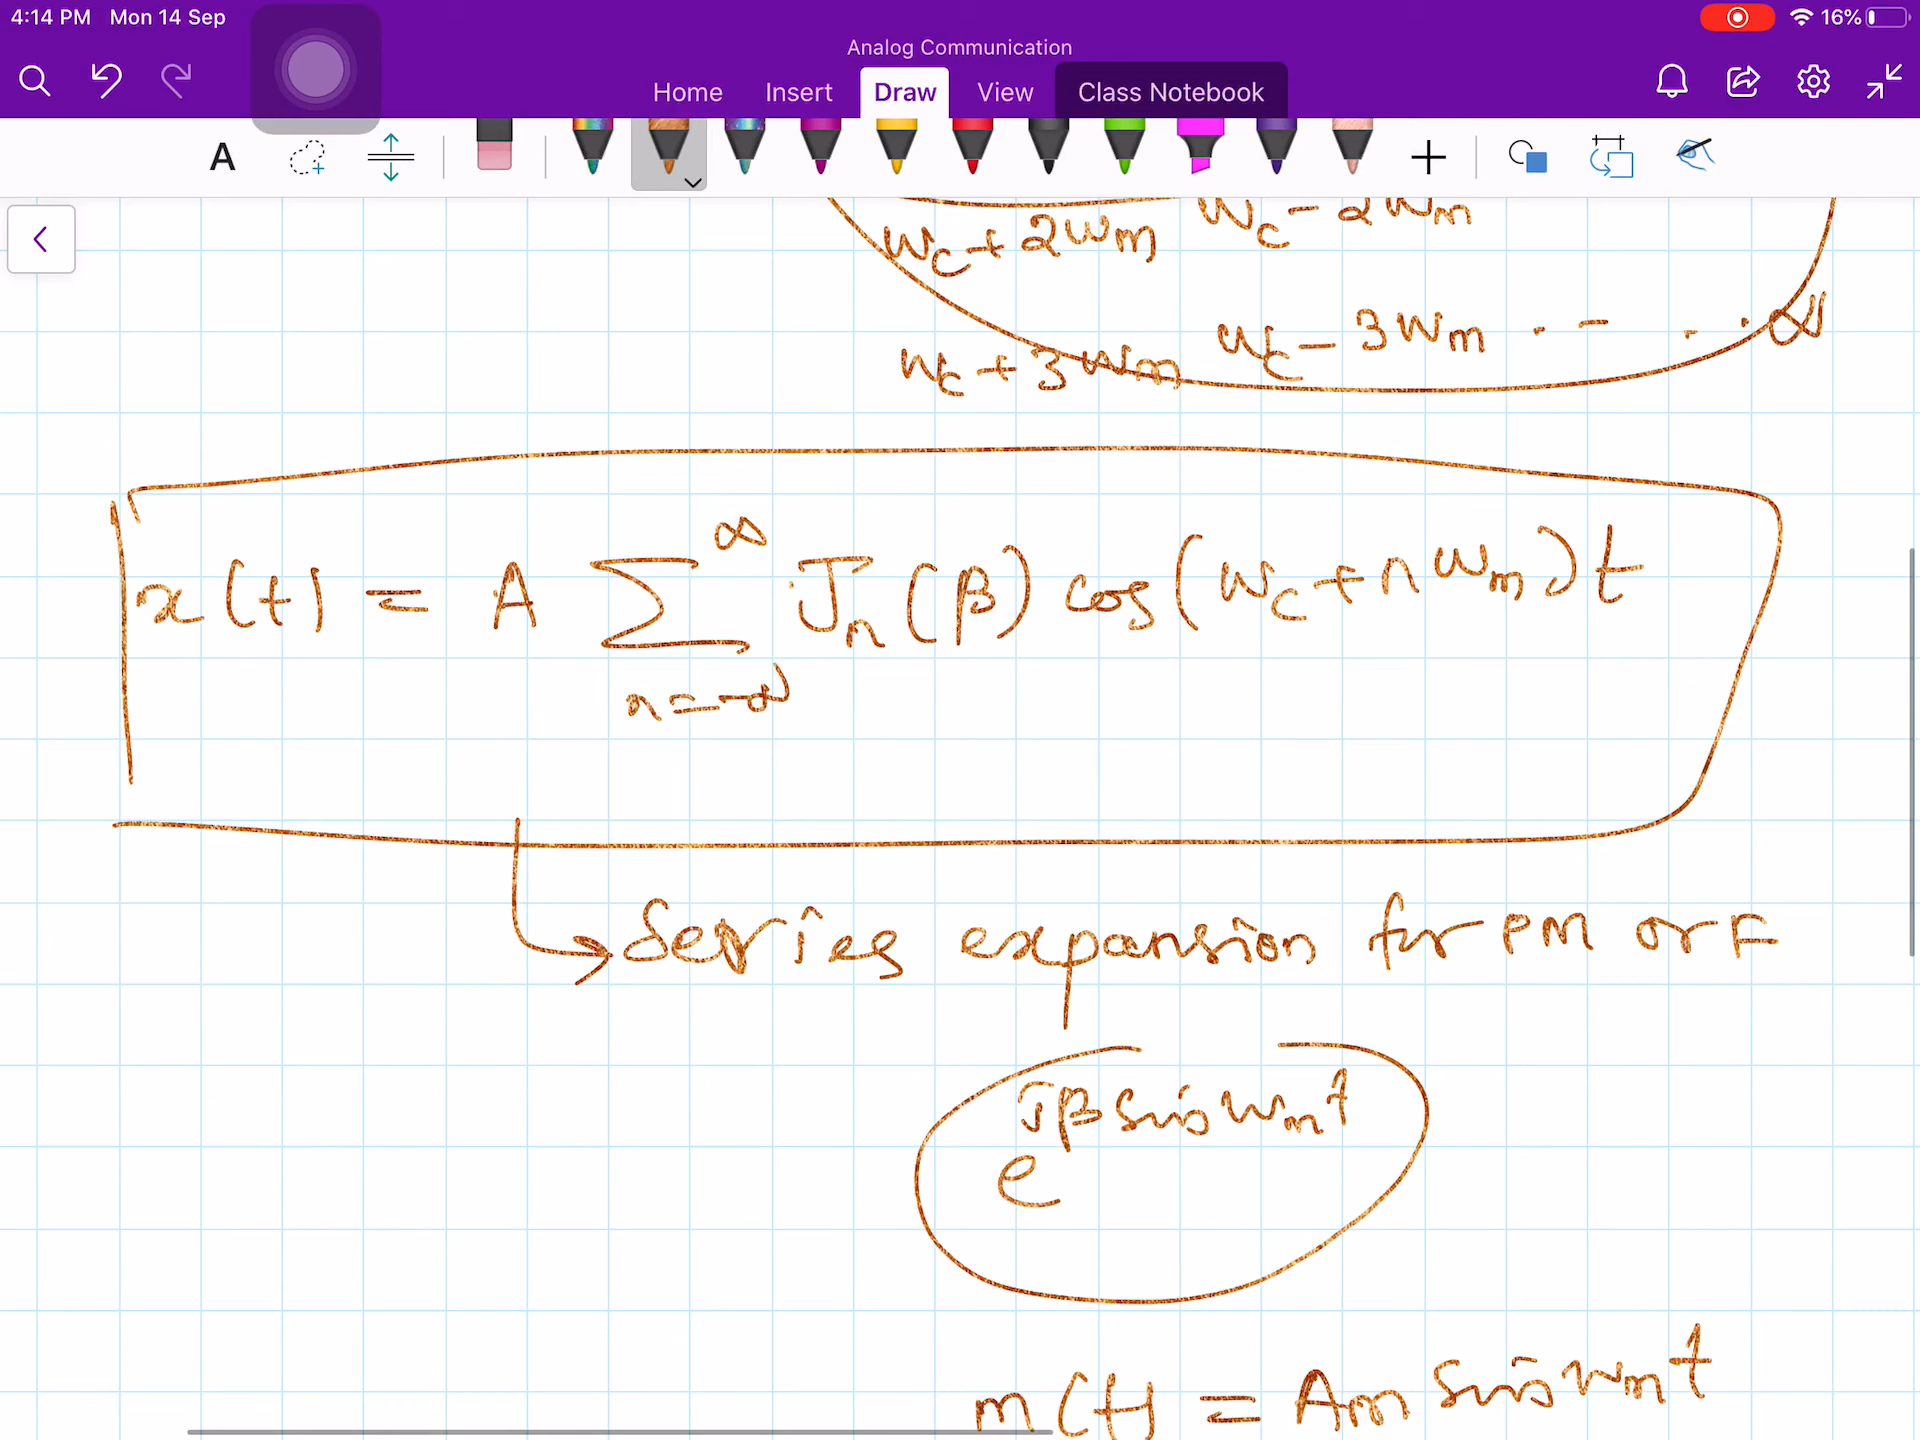 4:14 PM Mon 14 Sep
16%
Analog Communication
Home Insert Draw View Class Notebook
A
ωc + 2ωm ωc - 2ωm
ωc + 3ωm ωc - 3ωm . - . . ∞
x(t) = A ∑ n=-∞ ∞ Jn(β) cos(ωc + nωm)t
Series expansion for PM or F
e^jβ sin ωmt
m(t) = Am sin ωmt